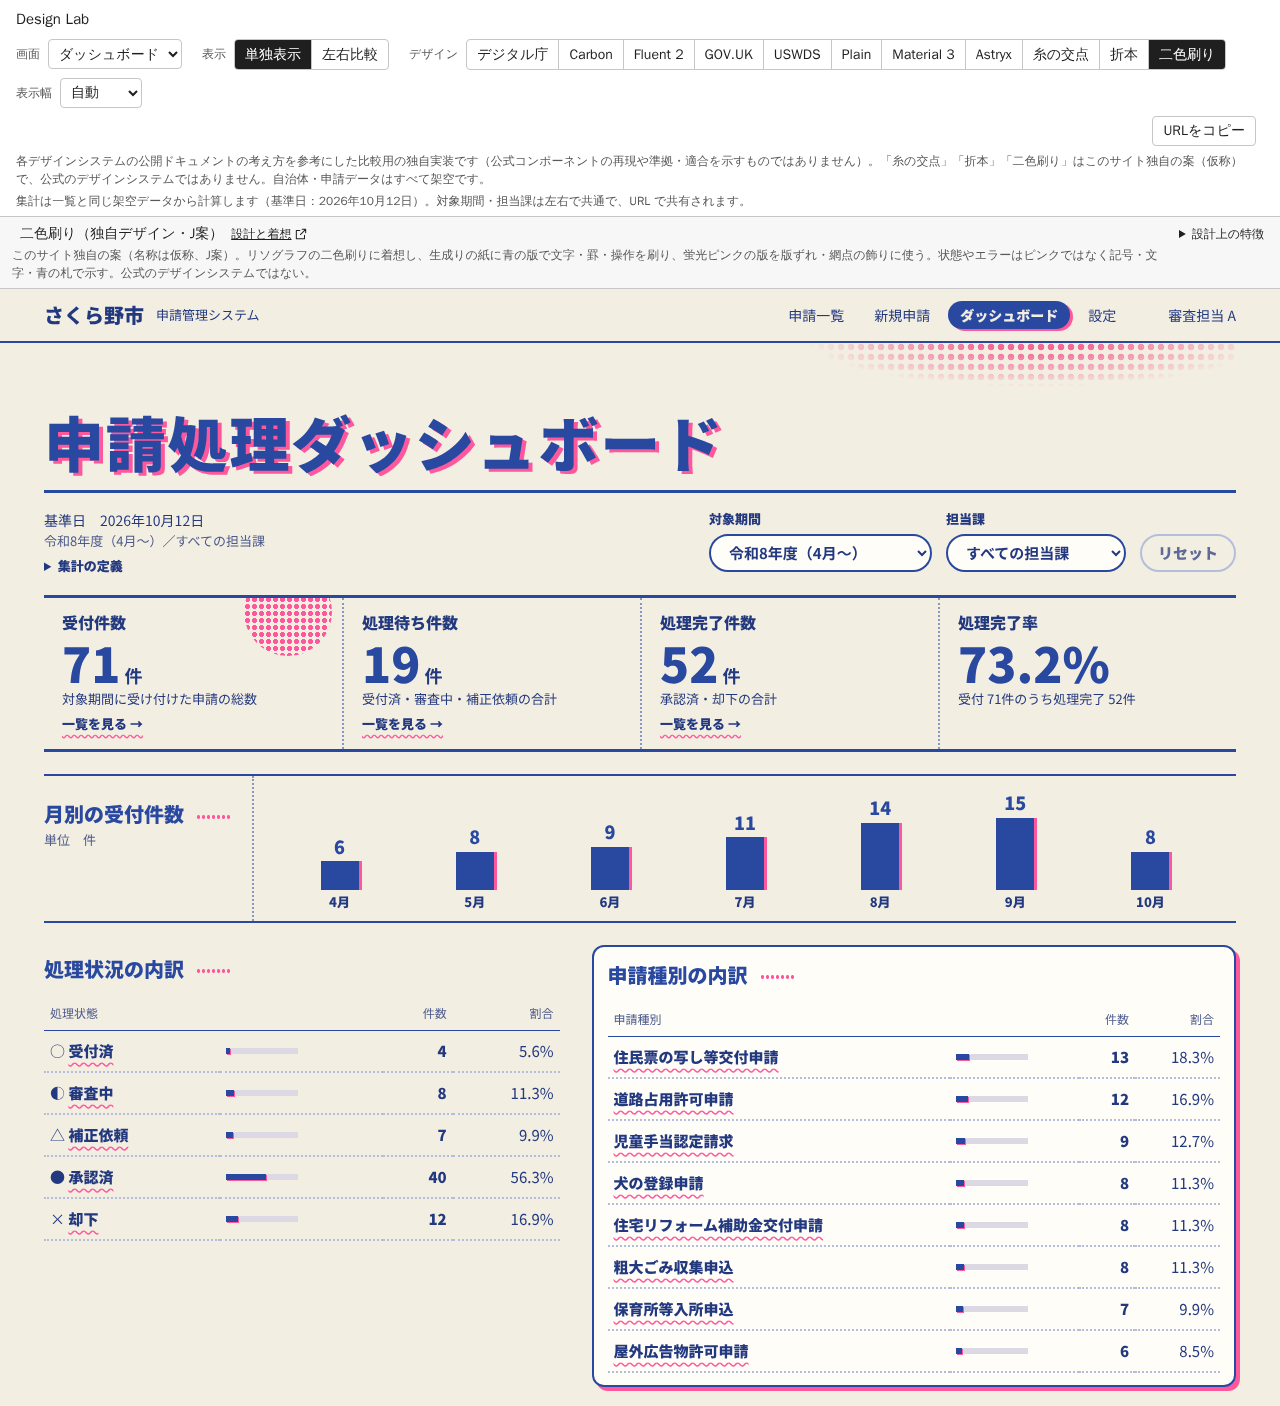 Design Lab
画面 ダッシュボード 表示 単独表示 左右比較 デザイン デジタル庁 Carbon Fluent 2 GOV.UK USWDS Plain Material 3 Astryx 糸の交点 折本 二色刷り
表示幅 自動
URLをコピー
各デザインシステムの公開ドキュメントの考え方を参考にした比較用の独自実装です（公式コンポーネントの再現や準拠・適合を示すものではありません）。「糸の交点」「折本」「二色刷り」はこのサイト独自の案（仮称）
で、公式のデザインシステムではありません。自治体・申請データはすべて架空です。
集計は一覧と同じ架空データから計算します（基準日：2026年10月12日）。対象期間・担当課は左右で共通で、URL で共有されます。
二色刷り（独自デザイン・J案） 設計と着想 ▶ 設計上の特徴
このサイト独自の案（名称は仮称、J案）。リソグラフの二色刷りに着想し、生成りの紙に青の版で文字・罫・操作を刷り、蛍光ピンクの版を版ずれ・網点の飾りに使う。状態やエラーはピンクではなく記号・文
字・青の札で示す。公式のデザインシステムではない。
さくら野市 申請管理システム 申請一覧 新規申請 ダッシュボード 設定 審査担当 A
申請処理ダッシュボード
基準日 2026年10月12日
令和8年度（4月〜）／すべての担当課
▶ 集計の定義
対象期間 担当課
令和8年度（4月〜） すべての担当課 リセット
受付件数 処理待ち件数 処理完了件数 処理完了率
71 件 19 件 52 件 73.2%
対象期間に受け付けた申請の総数 受付済・審査中・補正依頼の合計 承認済・却下の合計 受付 71件のうち処理完了 52件
一覧を見る → 一覧を見る → 一覧を見る →
月別の受付件数
単位 件
6 8 9 11 14 15 8
4月 5月 6月 7月 8月 9月 10月
処理状況の内訳
処理状態 件数 割合
○ 受付済 4 5.6%
◐ 審査中 8 11.3%
△ 補正依頼 7 9.9%
● 承認済 40 56.3%
× 却下 12 16.9%
申請種別の内訳
申請種別 件数 割合
住民票の写し等交付申請 13 18.3%
道路占用許可申請 12 16.9%
児童手当認定請求 9 12.7%
犬の登録申請 8 11.3%
住宅リフォーム補助金交付申請 8 11.3%
粗大ごみ収集申込 8 11.3%
保育所等入所申込 7 9.9%
屋外広告物許可申請 6 8.5%